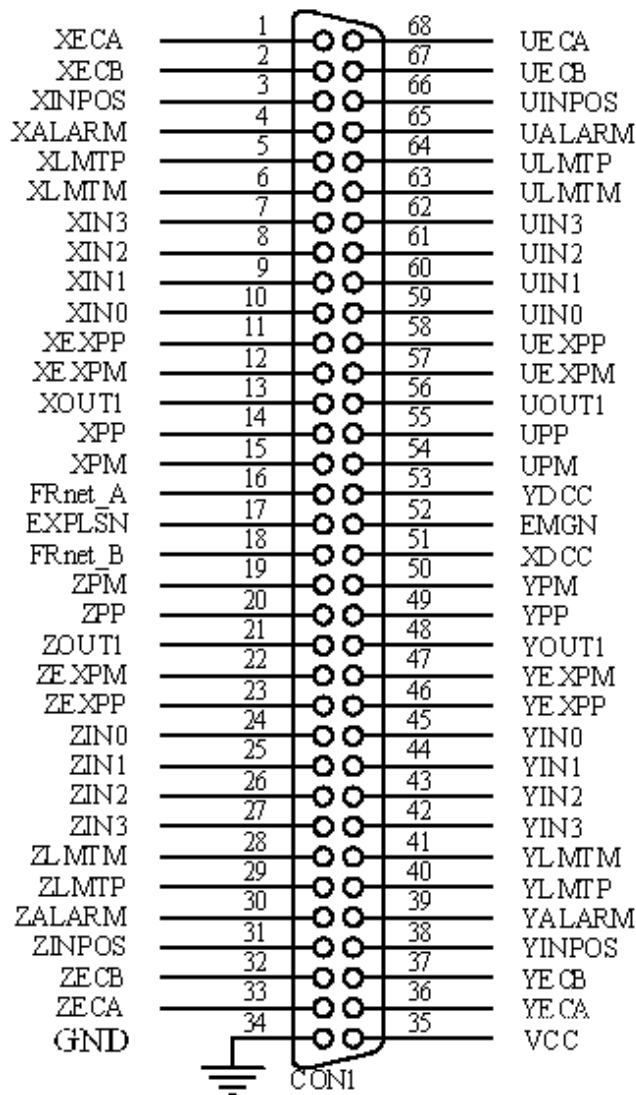 XECA 1 68 UECA
XECB 2 67 UECB
XINPOS 3 66 UINPOS
XALARM 4 65 UALARM
XLMTP 5 64 ULMTP
XLMTM 6 63 ULMTM
XIN3 7 62 UIN3
XIN2 8 61 UIN2
XIN1 9 60 UIN1
XIN0 10 59 UIN0
XEXPP 11 58 UEXPP
XEXPM 12 57 UEXPM
XOUT1 13 56 UOUT1
XPP 14 55 UPP
XPM 15 54 UPM
FRnet_A 16 53 YDCC
EXPLSN 17 52 EMGN
FRnet_B 18 51 XDCC
ZPM 19 50 YPM
ZPP 20 49 YPP
ZOUT1 21 48 YOUT1
ZEXPM 22 47 YEXPM
ZEXPP 23 46 YEXPP
ZIN0 24 45 YIN0
ZIN1 25 44 YIN1
ZIN2 26 43 YIN2
ZIN3 27 42 YIN3
ZLMTM 28 41 YLMTM
ZLMTP 29 40 YLMTP
ZALARM 30 39 YALARM
ZINPOS 31 38 YINPOS
ZECB 32 37 YECB
ZECA 33 36 YECA
GND 34 35 VCC
CON1